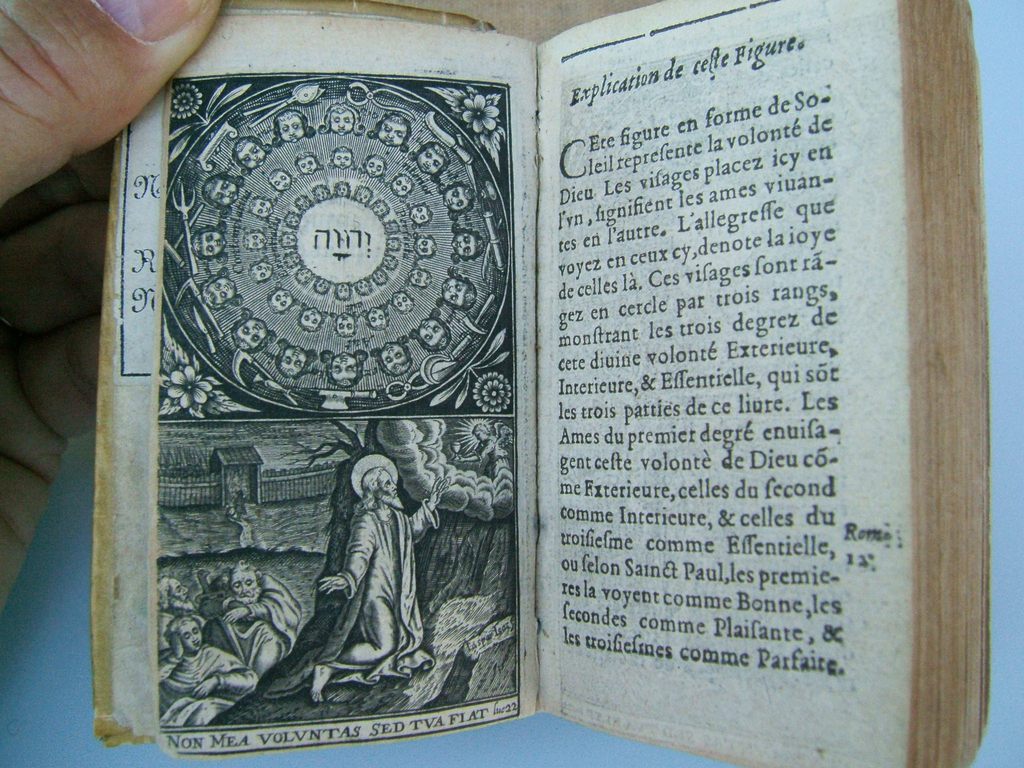 N
R
N
יְהוָה
luc 22
NON MEA VOLVNTAS SED TVA FIAT
Explication de ceſte Figure.
CEte figure en forme de So-
leil repreſente la volonté de
Dieu. Les viſages placez icy en
l'vn, ſignifient les ames viuan-
tes en l'autre. L'allegreſſe que
voyez en ceux cy, denote la ioye
de celles là. Ces viſages ſont rã-
gez en cercle par trois rangs,
monſtrant les trois degrez de
cete diuine volonté Exterieure,
Interieure, & Eſſentielle, qui sõt
les trois parties de ce liure. Les
Ames du premier degré enuiſa-
gent ceſte volontè de Dieu cõ-
me Exterieure, celles du ſecond
comme Interieure, & celles du
troiſieſme comme Eſſentielle,
ou ſelon Sainct Paul, les premie-
res la voyent comme Bonne, les
ſecondes comme Plaiſante, &
les troiſieſmes comme Parfaite.
Rom.
12.